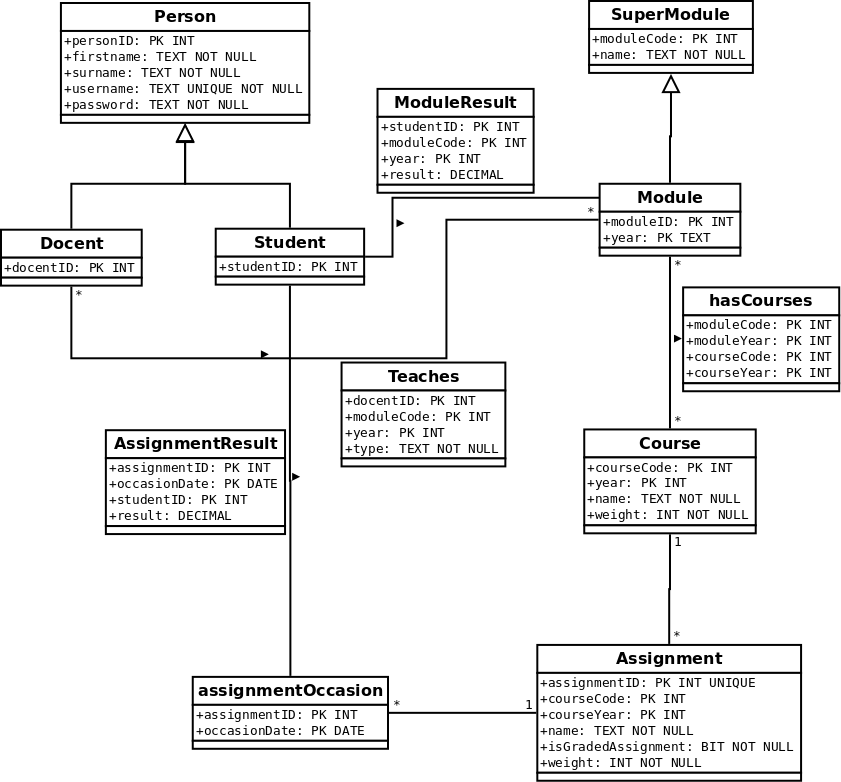 Person
+personID: PK INT
+firstname: TEXT NOT NULL
+surname: TEXT NOT NULL
+username: TEXT UNIQUE NOT NULL
+password: TEXT NOT NULL
SuperModule
+moduleCode: PK INT
+name: TEXT NOT NULL
ModuleResult
+studentID: PK INT
+moduleCode: PK INT
+year: PK INT
+result: DECIMAL
Module
+moduleID: PK INT
+year: PK TEXT
*
*
Docent
+docentID: PK INT
*
Student
+studentID: PK INT
hasCourses
+moduleCode: PK INT
+moduleYear: PK INT
+courseCode: PK INT
+courseYear: PK INT
Teaches
+docentID: PK INT
+moduleCode: PK INT
+year: PK INT
+type: TEXT NOT NULL
*
AssignmentResult
+assignmentID: PK INT
+occasionDate: PK DATE
+studentID: PK INT
+result: DECIMAL
Course
+courseCode: PK INT
+year: PK INT
+name: TEXT NOT NULL
+weight: INT NOT NULL
1
*
assignmentOccasion
+assignmentID: PK INT
+occasionDate: PK DATE
*
1
Assignment
+assignmentID: PK INT UNIQUE
+courseCode: PK INT
+courseYear: PK INT
+name: TEXT NOT NULL
+isGradedAssignment: BIT NOT NULL
+weight: INT NOT NULL